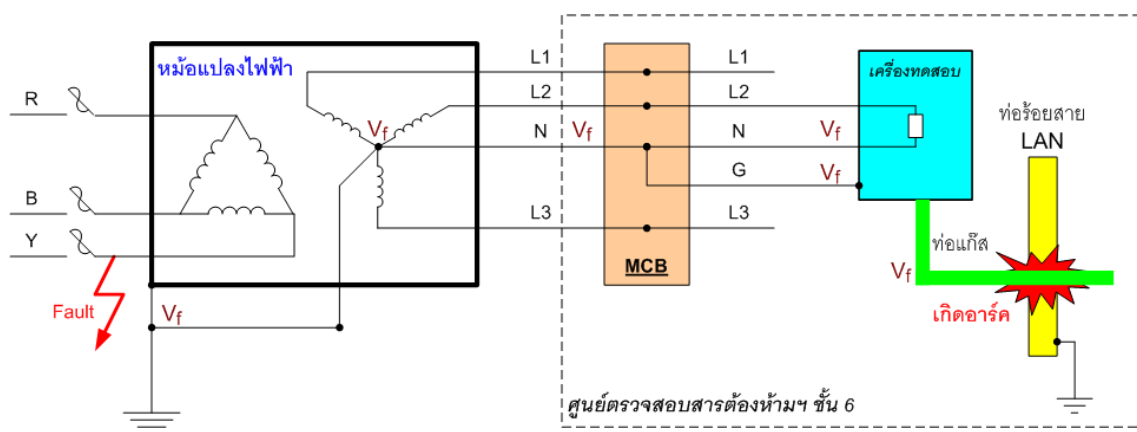 หม้อแปลงไฟฟ้า
R
B
Y
Fault
Vf
Vf
L1
L2
N
L3
Vf
MCB
L1
L2
N
G
L3
Vf
Vf
เครื่องทดสอบ
ท่อร้อยสาย
LAN
ท่อแก๊ส
Vf
เกิดอาร์ค
ศูนย์ตรวจสอบสารต้องห้ามฯ ชั้น 6